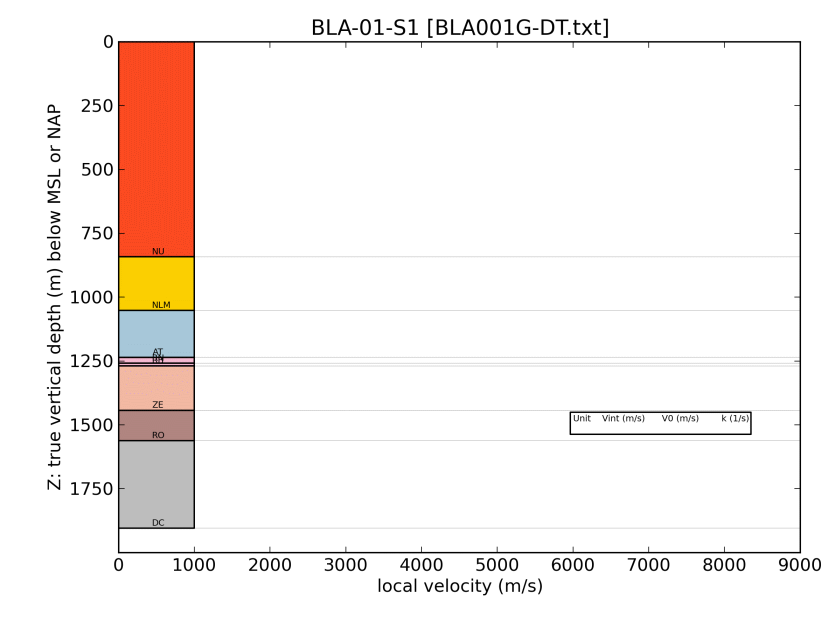 BLA-01-S1 [BLA001G-DT.txt]
Z: true vertical depth (m) below MSL or NAP
0
250
500
750
1000
1250
1500
1750
NU
NLM
AT
ZE
RO
DC
Unit Vint (m/s) V0 (m/s) k (1/s)
0 1000 2000 3000 4000 5000 6000 7000 8000 9000
local velocity (m/s)